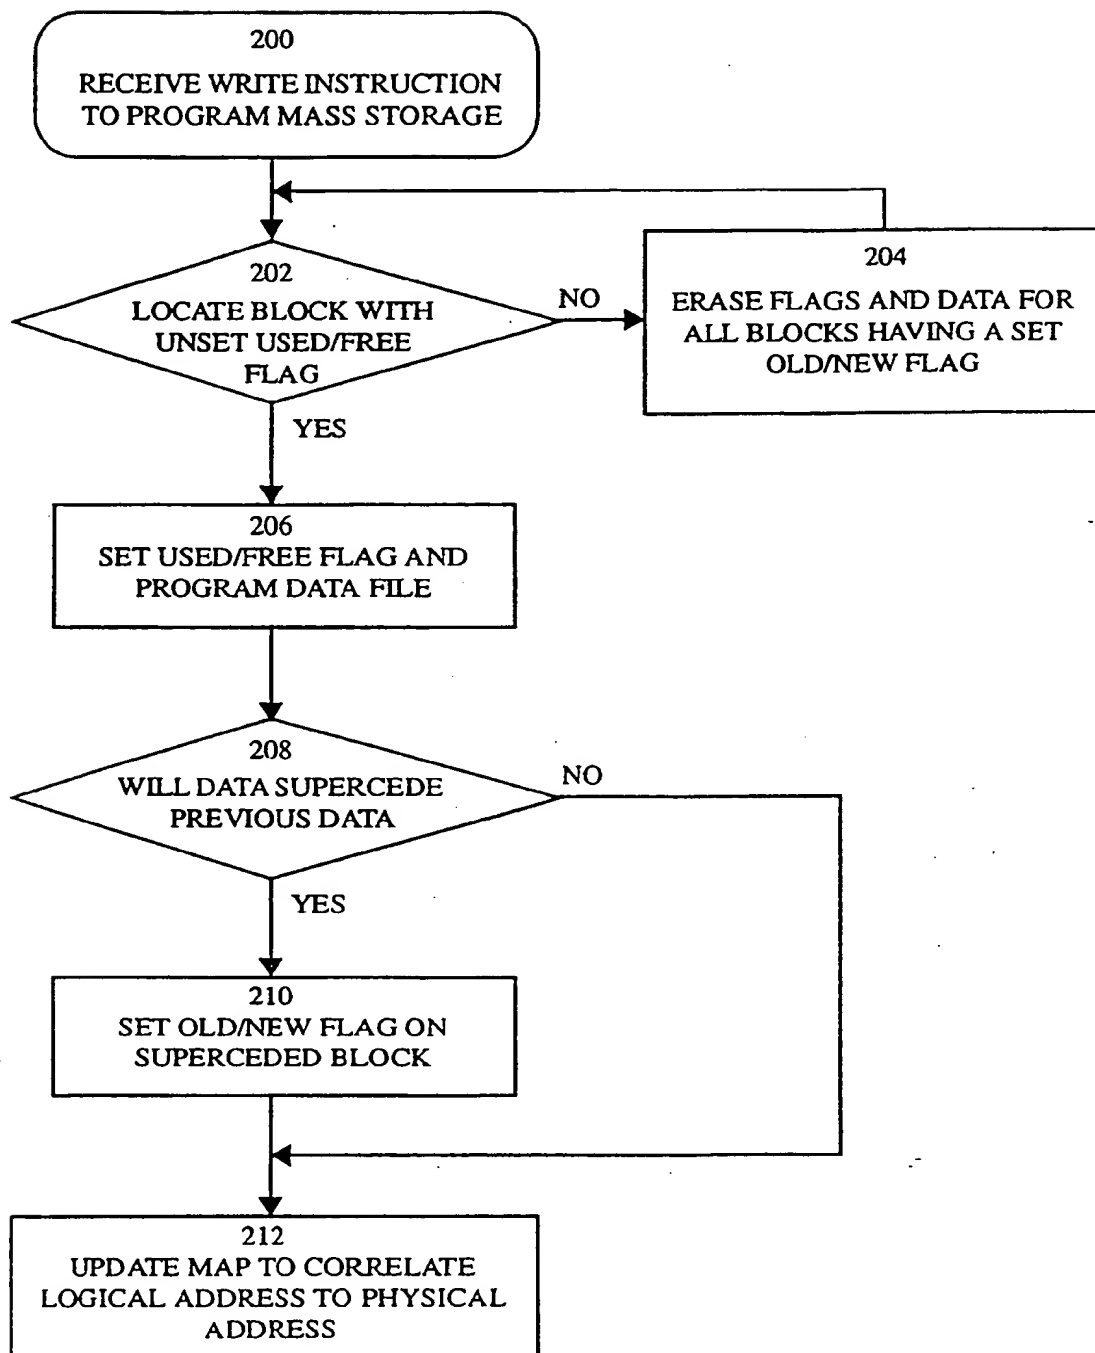 200
RECEIVE WRITE INSTRUCTION
TO PROGRAM MASS STORAGE
202
LOCATE BLOCK WITH
UNSET USED/FREE
FLAG
NO
204
ERASE FLAGS AND DATA FOR
ALL BLOCKS HAVING A SET
OLD/NEW FLAG
YES
206
SET USED/FREE FLAG AND
PROGRAM DATA FILE
208
WILL DATA SUPERCEDE
PREVIOUS DATA
NO
YES
210
SET OLD/NEW FLAG ON
SUPERCEDED BLOCK
212
UPDATE MAP TO CORRELATE
LOGICAL ADDRESS TO PHYSICAL
ADDRESS